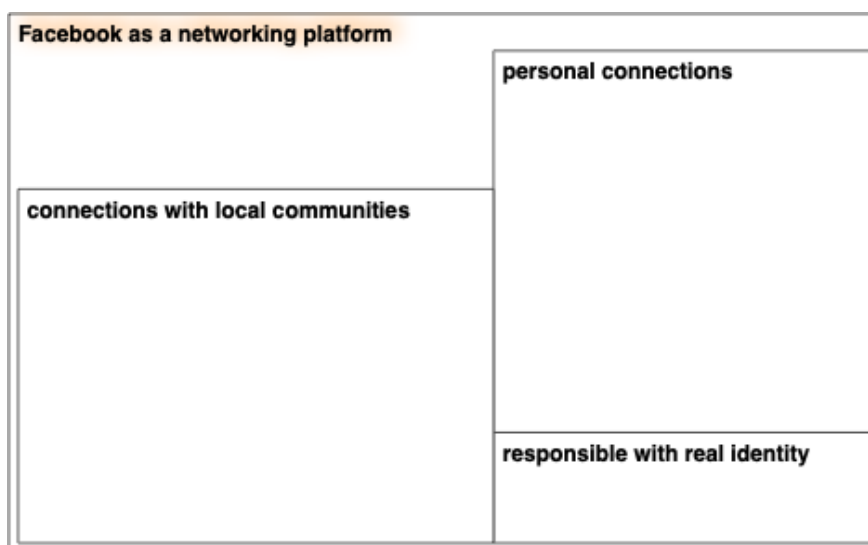 Facebook as a networking platform
personal connections
connections with local communities
responsible with real identity